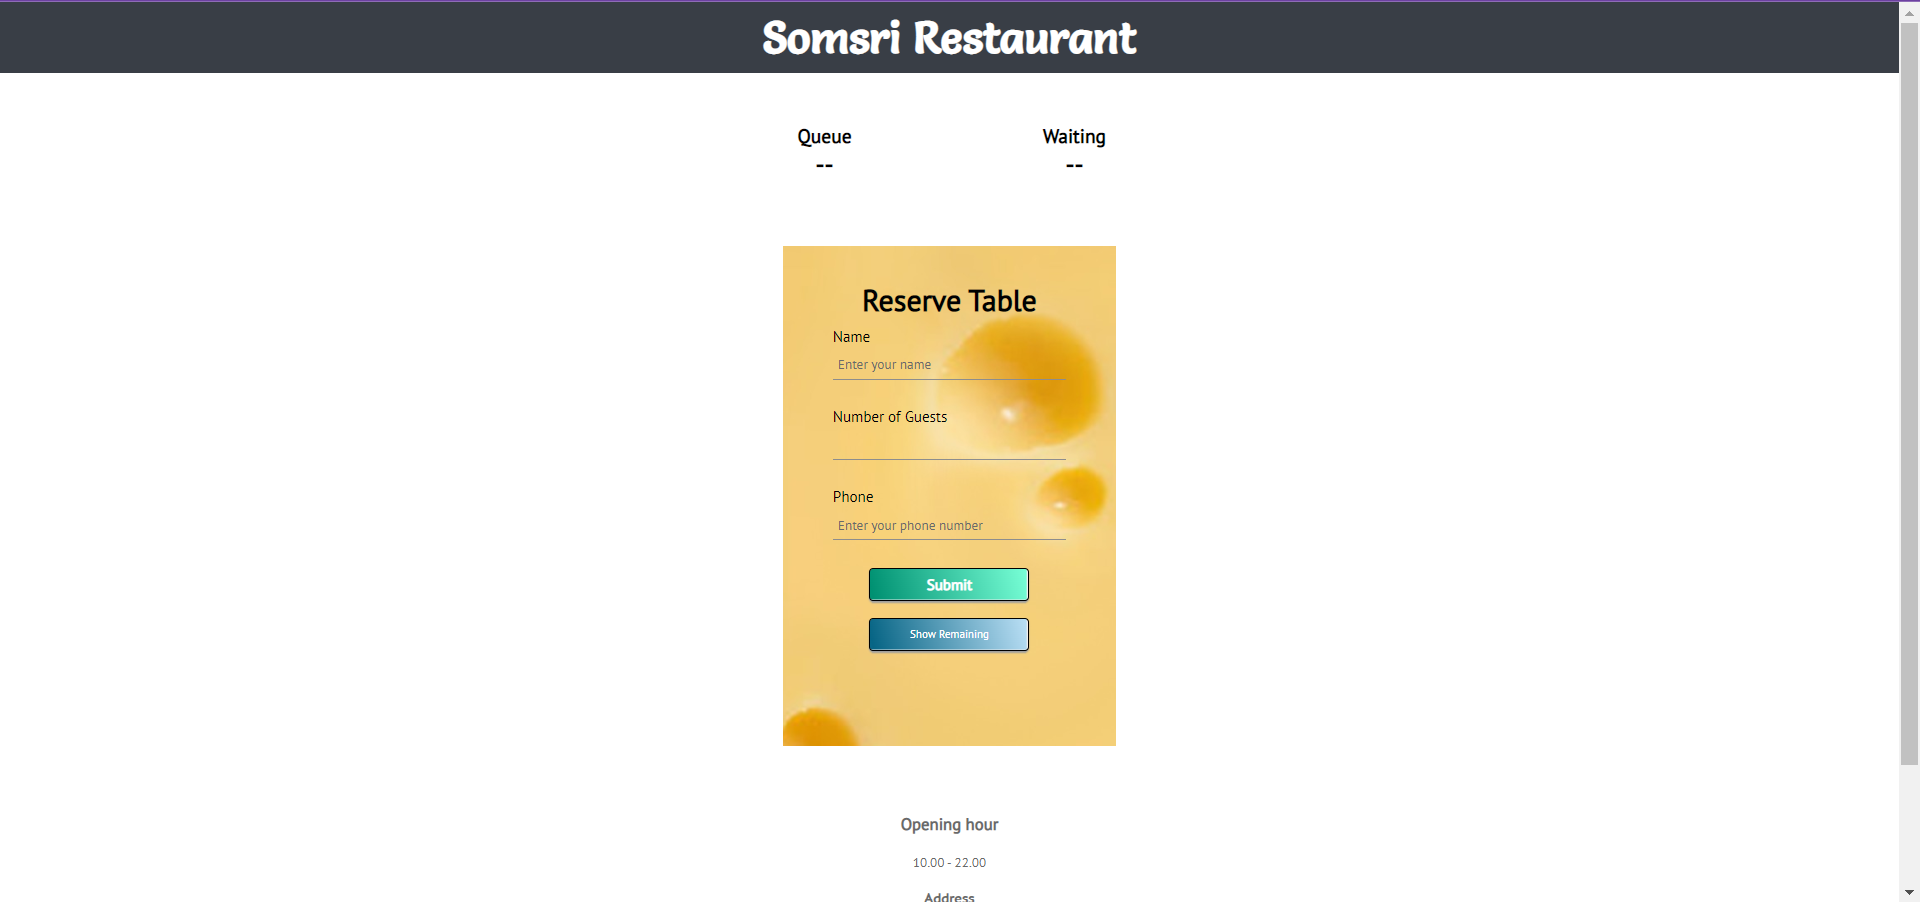 Somsri Restaurant
Queue
Waiting
--
--
Reserve Table
Name
Enter your name
Number of Guests
Phone
Enter your phone number
Submit
Show Remaining
Opening hour
10.00 - 22.00
Address